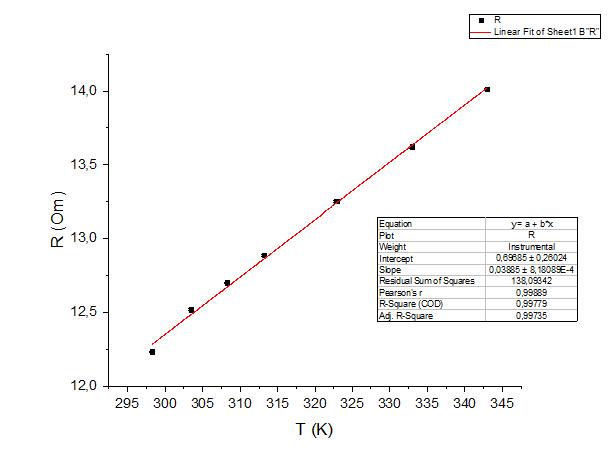 R
Linear Fit of Sheet1 B"R"
14,0
13,5
13,0
12,5
12,0
R (Om)
Equation y = a + b*x
Plot R
Weight Instrumental
Intercept 0,69685 ± 0,26024
Slope 0,03885 ± 8,18089E-4
Residual Sum of Squares 138,09342
Pearson's r 0,99889
R-Square (COD) 0,99779
Adj. R-Square 0,99735
295 300 305 310 315 320 325 330 335 340 345
T (K)